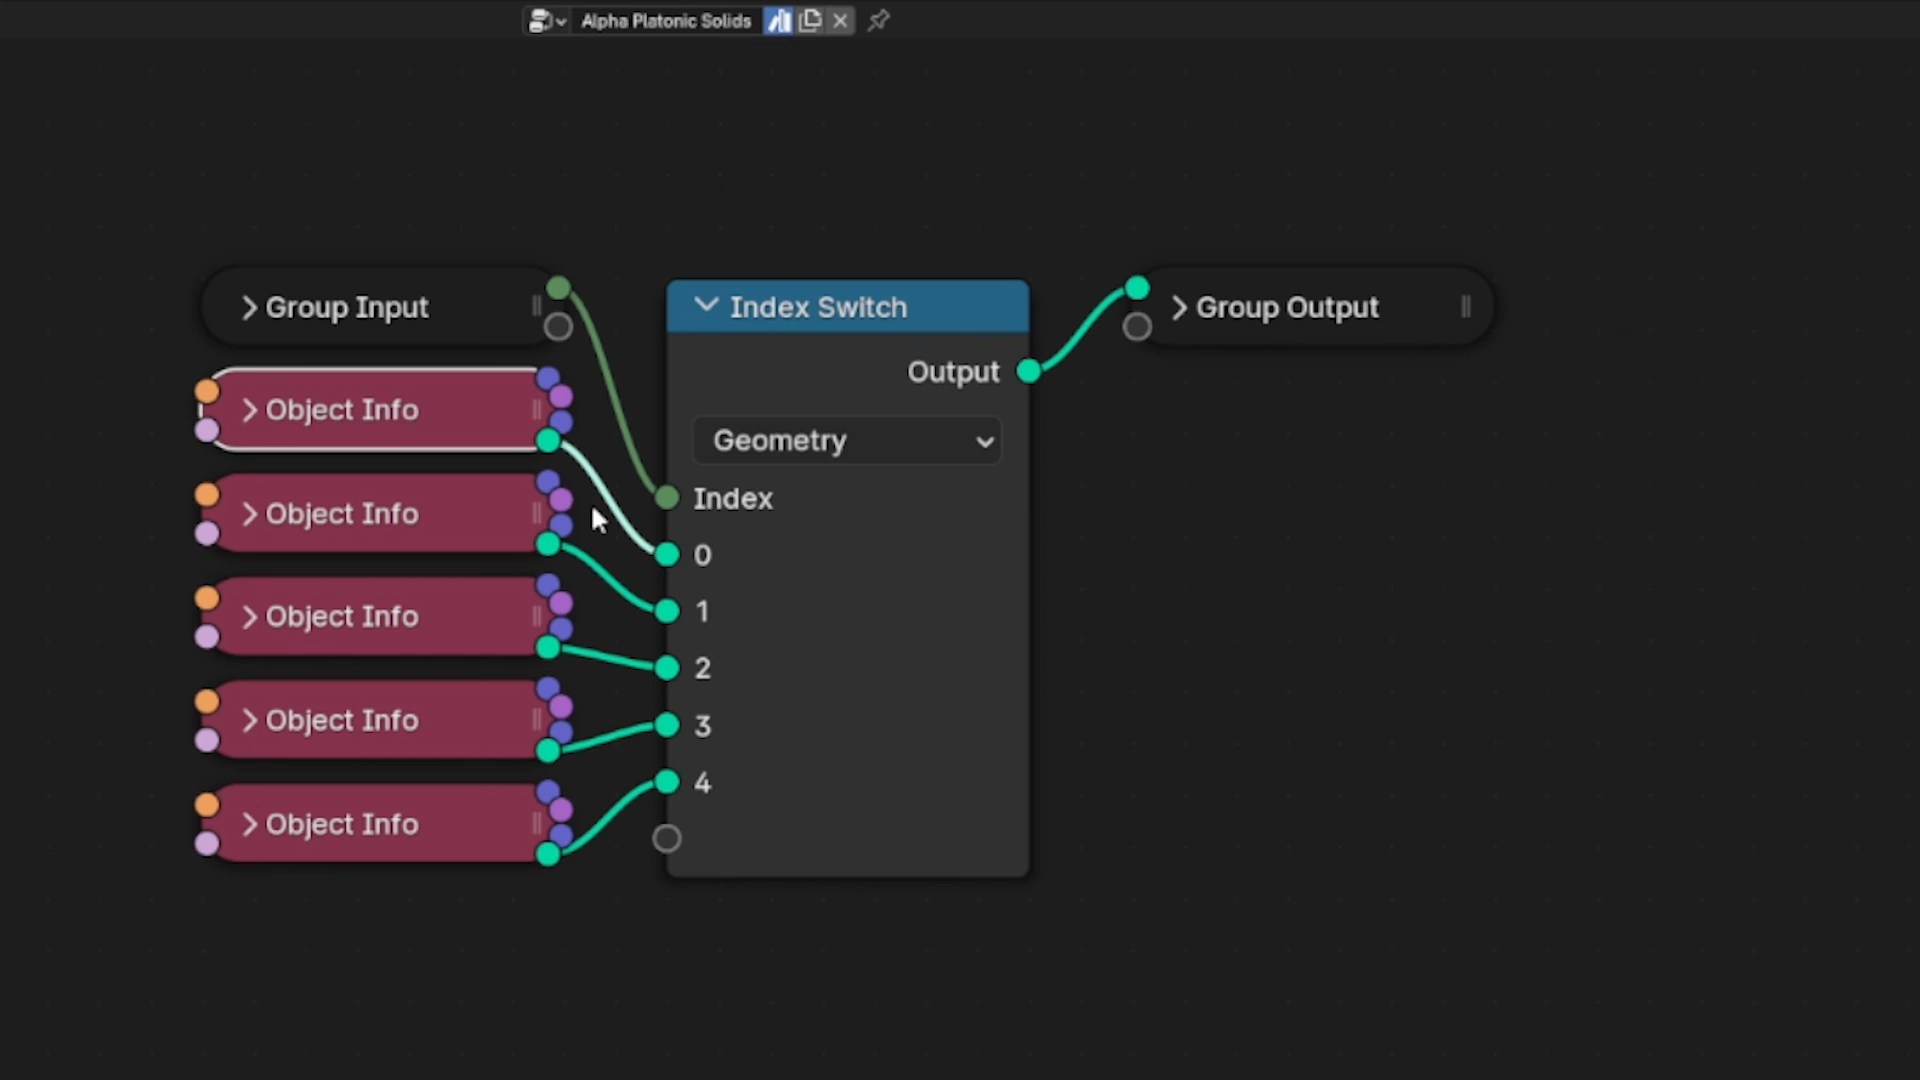 Alpha Platonic Solids
Group Input
Index Switch
Group Output
Output
Object Info
Geometry
Index
Object Info
0
1
Object Info
2
Object Info
3
4
Object Info